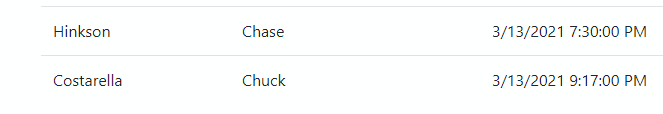 Hinkson Chase 3/13/2021 7:30:00 PM
Costarella Chuck 3/13/2021 9:17:00 PM